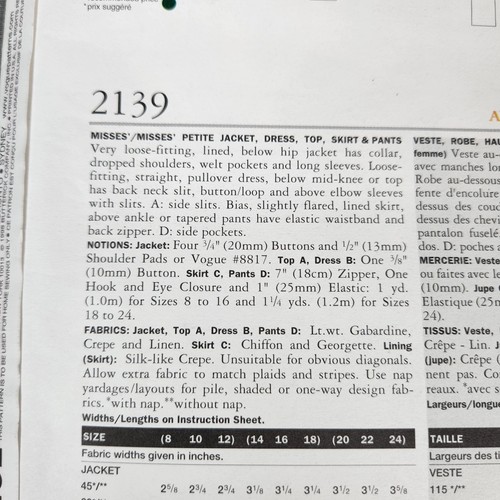 *prix suggéré
2139
MISSES'/MISSES' PETITE JACKET, DRESS, TOP, SKIRT & PANTS
Very loose-fitting, lined, below hip jacket has collar,
dropped shoulders, welt pockets and long sleeves. Loose-
fitting, straight, pullover dress, below mid-knee or top
has back neck slit, button/loop and above elbow sleeves
with slits. A: side slits. Bias, slightly flared, lined skirt,
above ankle or tapered pants have elastic waistband and
back zipper. D: side pockets.
NOTIONS: Jacket: Four 3/4" (20mm) Buttons and 1/2" (13mm)
Shoulder Pads or Vogue #8817. Top A, Dress B: One 3/8"
(10mm) Button. Skirt C, Pants D: 7" (18cm) Zipper, One
Hook and Eye Closure and 1" (25mm) Elastic: 1 yd.
(1.0m) for Sizes 8 to 16 and 1 1/4 yds. (1.2m) for Sizes
18 to 24.
FABRICS: Jacket, Top A, Dress B, Pants D: Lt.wt. Gabardine,
Crepe and Linen. Skirt C: Chiffon and Georgette. Lining
(Skirt): Silk-like Crepe. Unsuitable for obvious diagonals.
Allow extra fabric to match plaids and stripes. Use nap
yardages/layouts for pile, shaded or one-way design fab-
rics. *with nap. **without nap.
Widths/Lengths on Instruction Sheet.
SIZE (8 10 12) (14 16 18) (20 22 24)
Fabric widths given in inches.
JACKET
45*/** 2 5/8 2 3/4 2 3/4 3 1/8 3 1/4 3 1/4 3 1/2 3 1/2 3 5/8
VESTE, ROBE, HAU
femme) Veste au-
avec manches lon
Robe au-dessous
fente d'encolure
dessus des coud
dessus des chevi
pantalon fuselé
dos. D: poches
MERCERIE: Veste
ou faites avec le
(10mm). Jupe
Elastique (25m
24).
TISSUS: Veste,
Crêpe - Lin. J
(jupe): Crêpe (
nent pas. Co
reaux. *avec s
Largeurs/longue
TAILLE
Largeurs des ti
VESTE
115 */**